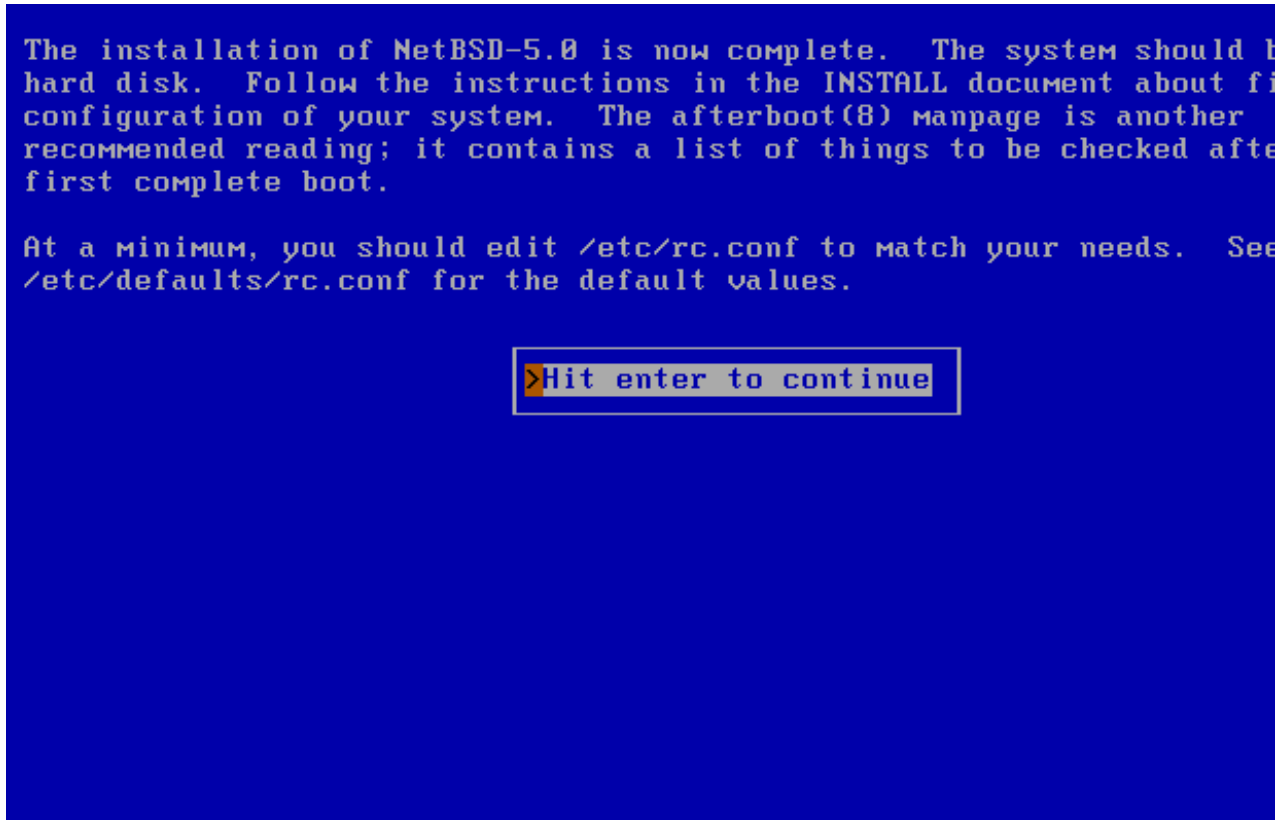 The installation of NetBSD-5.0 is now complete.  The system should
hard disk.  Follow the instructions in the INSTALL document about
configuration of your system.  The afterboot(8) manpage is another
recommended reading; it contains a list of things to be checked
first complete boot.
At a minimum, you should edit /etc/rc.conf to match your needs.  See
/etc/defaults/rc.conf for the default values.
>Hit enter to continue